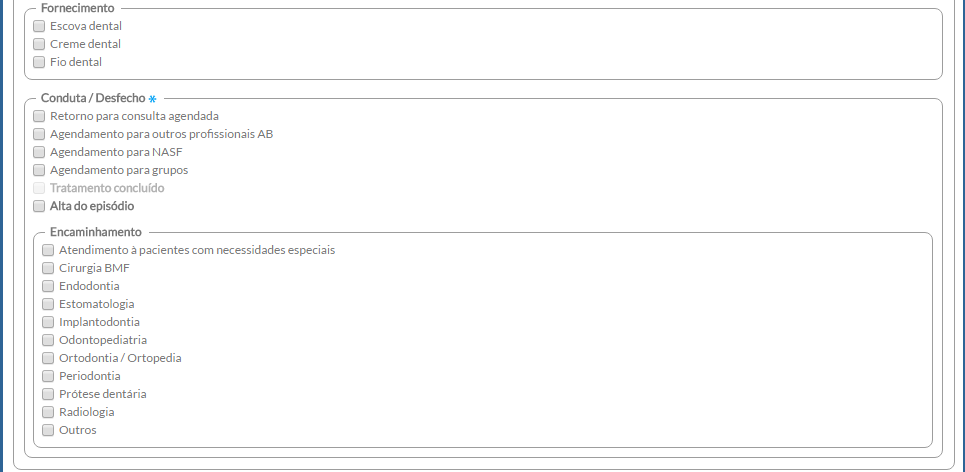 Fornecimento
Escova dental
Creme dental
Fio dental
Conduta / Desfecho *
Retorno para consulta agendada
Agendamento para outros profissionais AB
Agendamento para NASF
Agendamento para grupos
Tratamento concluído
Alta do episódio
Encaminhamento
Atendimento à pacientes com necessidades especiais
Cirurgia BMF
Endodontia
Estomatologia
Implantodontia
Odontopediatria
Ortodontia / Ortopedia
Periodontia
Prótese dentária
Radiologia
Outros